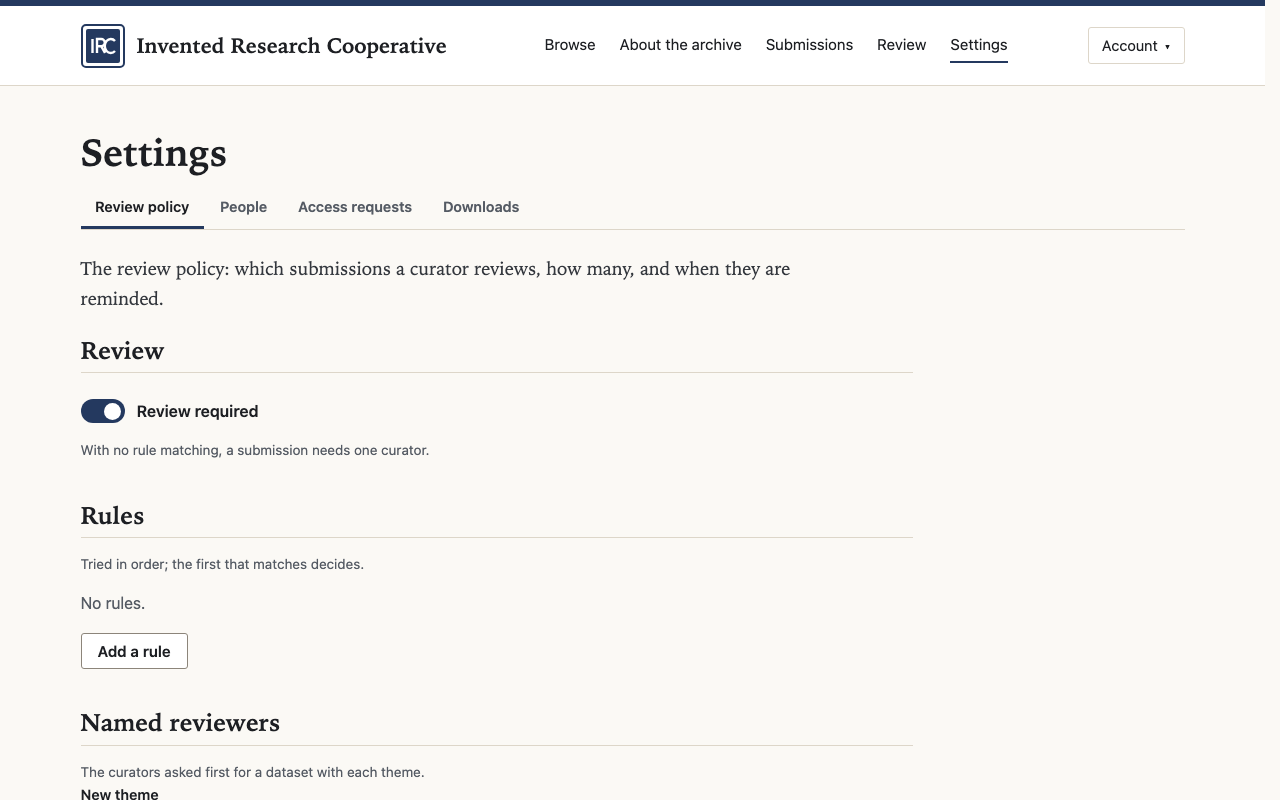 IRC
Invented Research Cooperative
Browse
About the archive
Submissions
Review
Settings
Account ▾
Settings
Review policy
People
Access requests
Downloads
The review policy: which submissions a curator reviews, how many, and when they are
reminded.
Review
Review required
With no rule matching, a submission needs one curator.
Rules
Tried in order; the first that matches decides.
No rules.
Add a rule
Named reviewers
The curators asked first for a dataset with each theme.
New theme